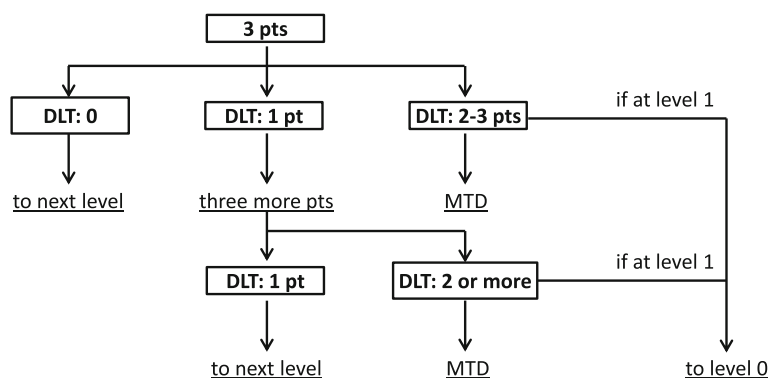 3 pts
if at level 1
DLT: 0
DLT: 1 pt
DLT: 2-3 pts
to next level
three more pts
MTD
if at level 1
DLT: 1 pt
DLT: 2 or more
to next level
MTD
to level 0